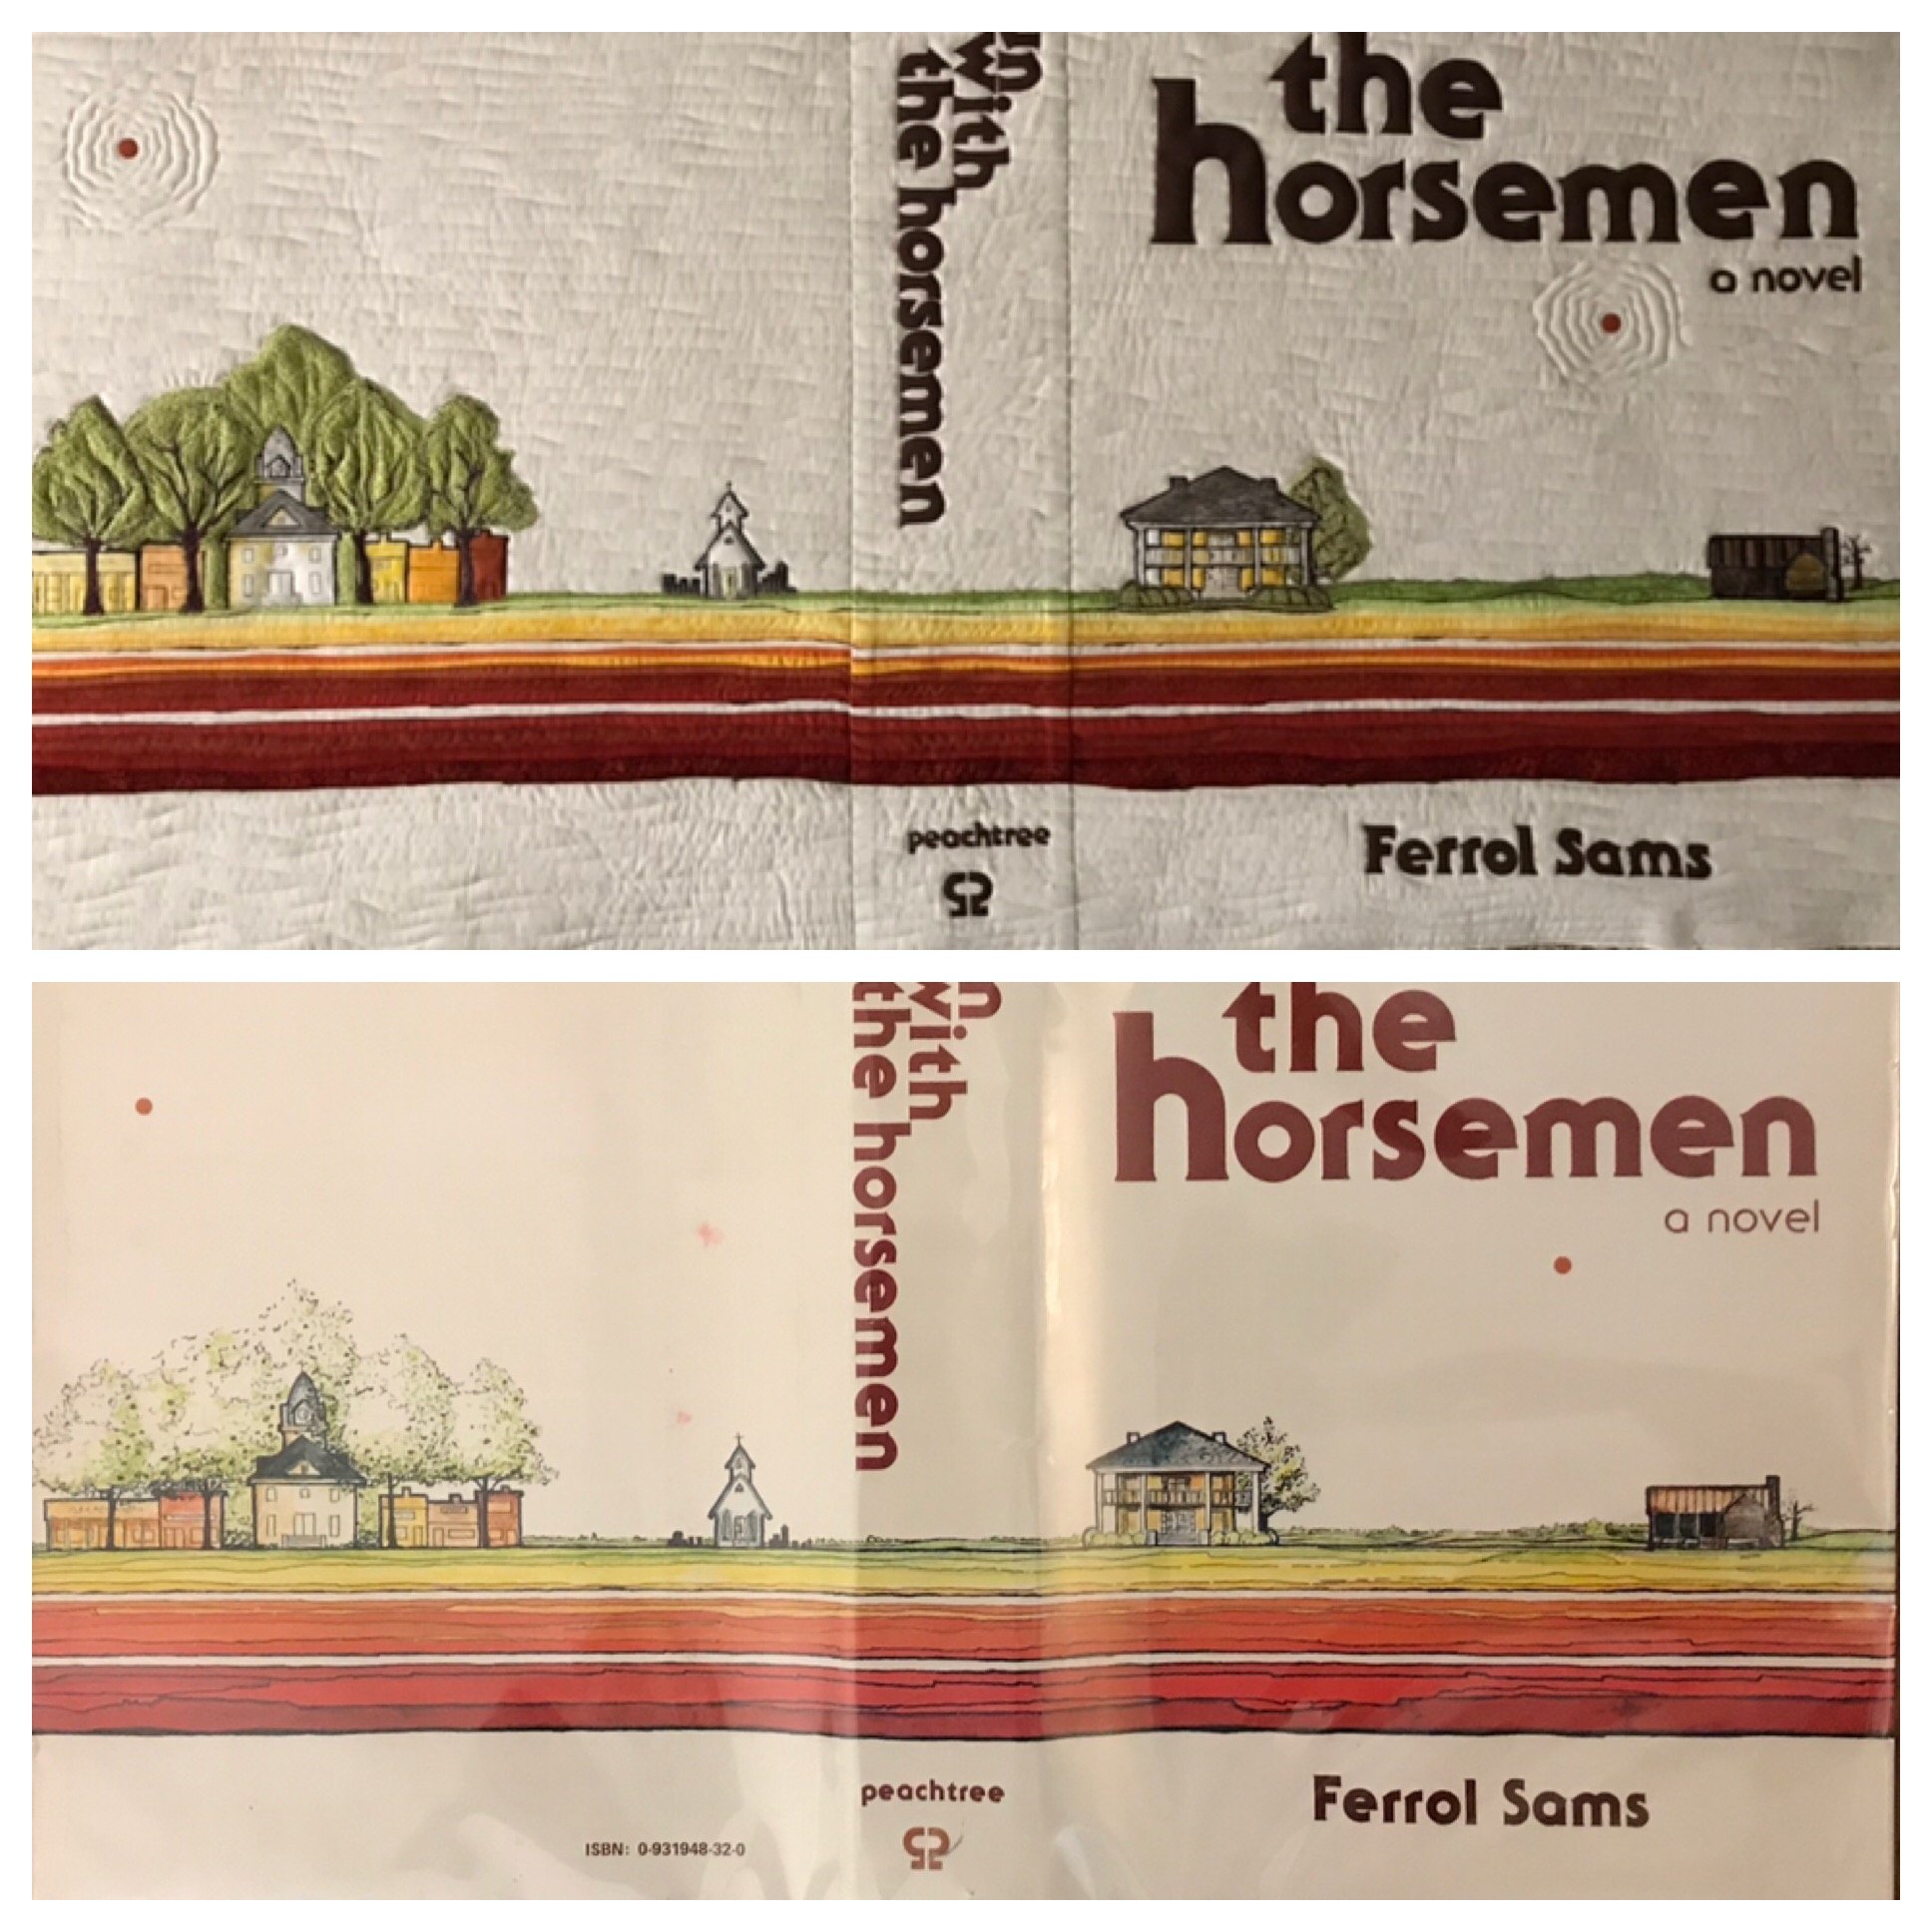 with
the horsemen
the
horsemen
a novel
peachtree
Ferrol Sams
with
the horsemen
the
horsemen
a novel
peachtree
Ferrol Sams
ISBN: 0-931948-32-0